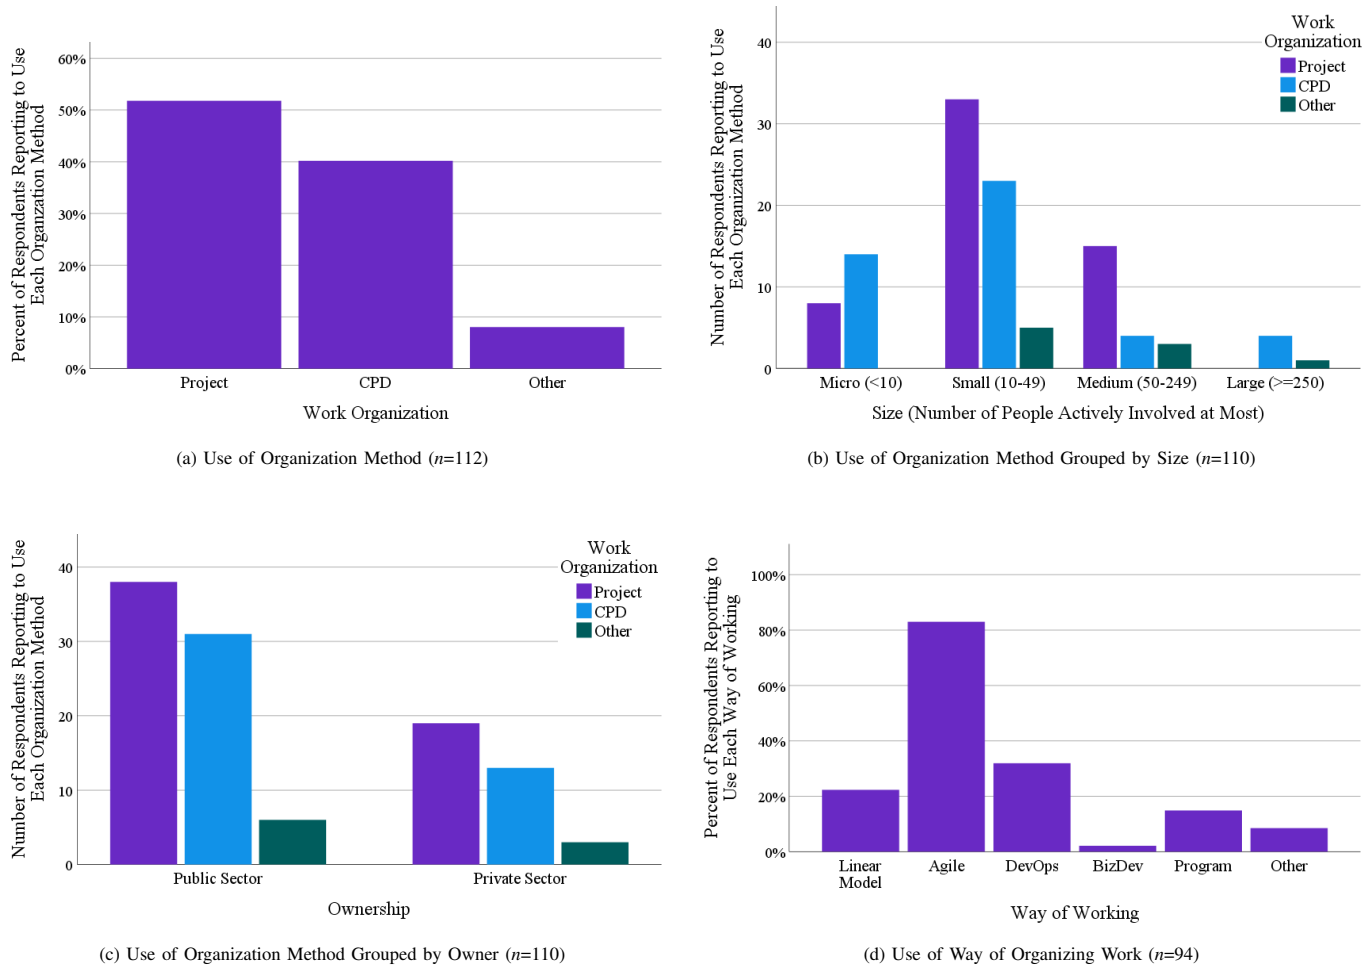 Percent of Respondents Reporting to Use
Each Organzation Method
60%
50%
40%
30%
20%
10%
0%
Project
CPD
Other
Work Organization
(a) Use of Organization Method (n=112)
Number of Respondents Reporting to Use
Each Organization Method
40
30
20
10
0
Work
Organization
Project
CPD
Other
Micro (<10)
Small (10-49)
Medium (50-249)
Large (>=250)
Size (Number of People Actively Involved at Most)
(b) Use of Organization Method Grouped by Size (n=110)
Number of Respondents Reporting to Use
Each Organization Method
40
30
20
10
0
Work
Organization
Project
CPD
Other
Public Sector
Private Sector
Ownership
(c) Use of Organization Method Grouped by Owner (n=110)
Percent of Respondents Reporting to
Use Each Way of Working
100%
80%
60%
40%
20%
0%
Linear
Model
Agile
DevOps
BizDev
Program
Other
Way of Working
(d) Use of Way of Organizing Work (n=94)